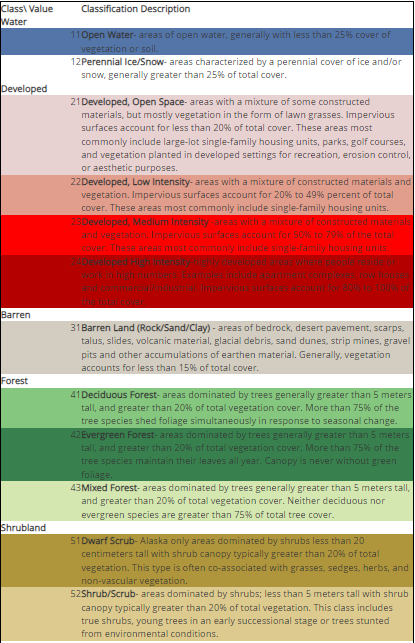 Class\ Value Classification Description
Water
11 Open Water- areas of open water, generally with less than 25% cover of
vegetation or soil.
12 Perennial Ice/Snow- areas characterized by a perennial cover of ice and/or
snow, generally greater than 25% of total cover.
Developed
21 Developed, Open Space- areas with a mixture of some constructed
materials, but mostly vegetation in the form of lawn grasses. Impervious
surfaces account for less than 20% of total cover. These areas most
commonly include large-lot single-family housing units, parks, golf courses,
and vegetation planted in developed settings for recreation, erosion control,
or aesthetic purposes.
22 Developed, Low Intensity- areas with a mixture of constructed materials and
vegetation. Impervious surfaces account for 20% to 49% percent of total
cover. These areas most commonly include single-family housing units.
23 Developed, Medium Intensity -areas with a mixture of constructed materials
and vegetation. Impervious surfaces account for 50% to 79% of the total
cover. These areas most commonly include single-family housing units.
24 Developed High Intensity-highly developed areas where people reside or
work in high numbers. Examples include apartment complexes, row houses
and commercial/industrial. Impervious surfaces account for 80% to 100% of
the total cover.
Barren
31 Barren Land (Rock/Sand/Clay) - areas of bedrock, desert pavement, scarps,
talus, slides, volcanic material, glacial debris, sand dunes, strip mines, gravel
pits and other accumulations of earthen material. Generally, vegetation
accounts for less than 15% of total cover.
Forest
41 Deciduous Forest- areas dominated by trees generally greater than 5 meters
tall, and greater than 20% of total vegetation cover. More than 75% of the
tree species shed foliage simultaneously in response to seasonal change.
42 Evergreen Forest- areas dominated by trees generally greater than 5 meters
tall, and greater than 20% of total vegetation cover. More than 75% of the
tree species maintain their leaves all year. Canopy is never without green
foliage.
43 Mixed Forest- areas dominated by trees generally greater than 5 meters tall,
and greater than 20% of total vegetation cover. Neither deciduous nor
evergreen species are greater than 75% of total tree cover.
Shrubland
51 Dwarf Scrub- Alaska only areas dominated by shrubs less than 20
centimeters tall with shrub canopy typically greater than 20% of total
vegetation. This type is often co-associated with grasses, sedges, herbs, and
non-vascular vegetation.
52 Shrub/Scrub- areas dominated by shrubs; less than 5 meters tall with shrub
canopy typically greater than 20% of total vegetation. This class includes
true shrubs, young trees in an early successional stage or trees stunted
from environmental conditions.